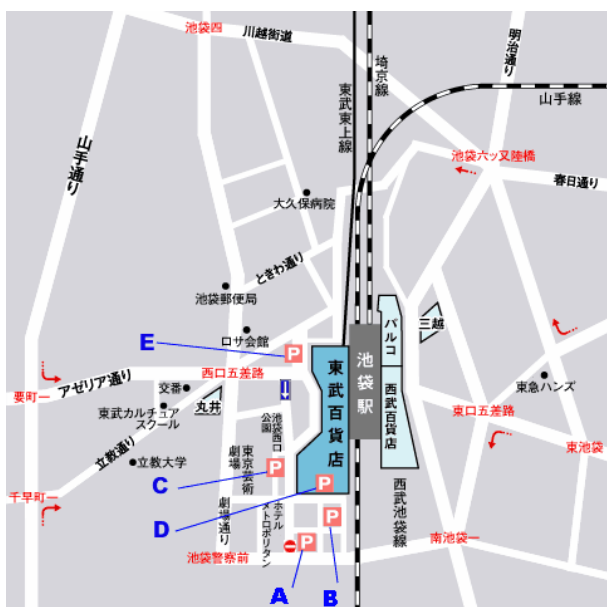 池袋四
川越街道
明治通り
埼京線
東武東上線
山手線
山手通り
池袋六ッ又陸橋
春日通り
大久保病院
ときわ通り
池袋郵便局
ロサ会館
パルコ
三越
E
P
西口五差路
東武百貨店
池袋駅
西武百貨店
東急ハンズ
要町一
アゼリア通り
交番
丸井
東武カルチュア
スクール
池袋西口
公園
東口五差路
立教通り
立教大学
東京芸術
劇場
C
P
東池袋
P
D
千早町一
劇場通り
ホテル
メトロポリタン
P
西武池袋線
南池袋一
池袋警察前
P
A
B